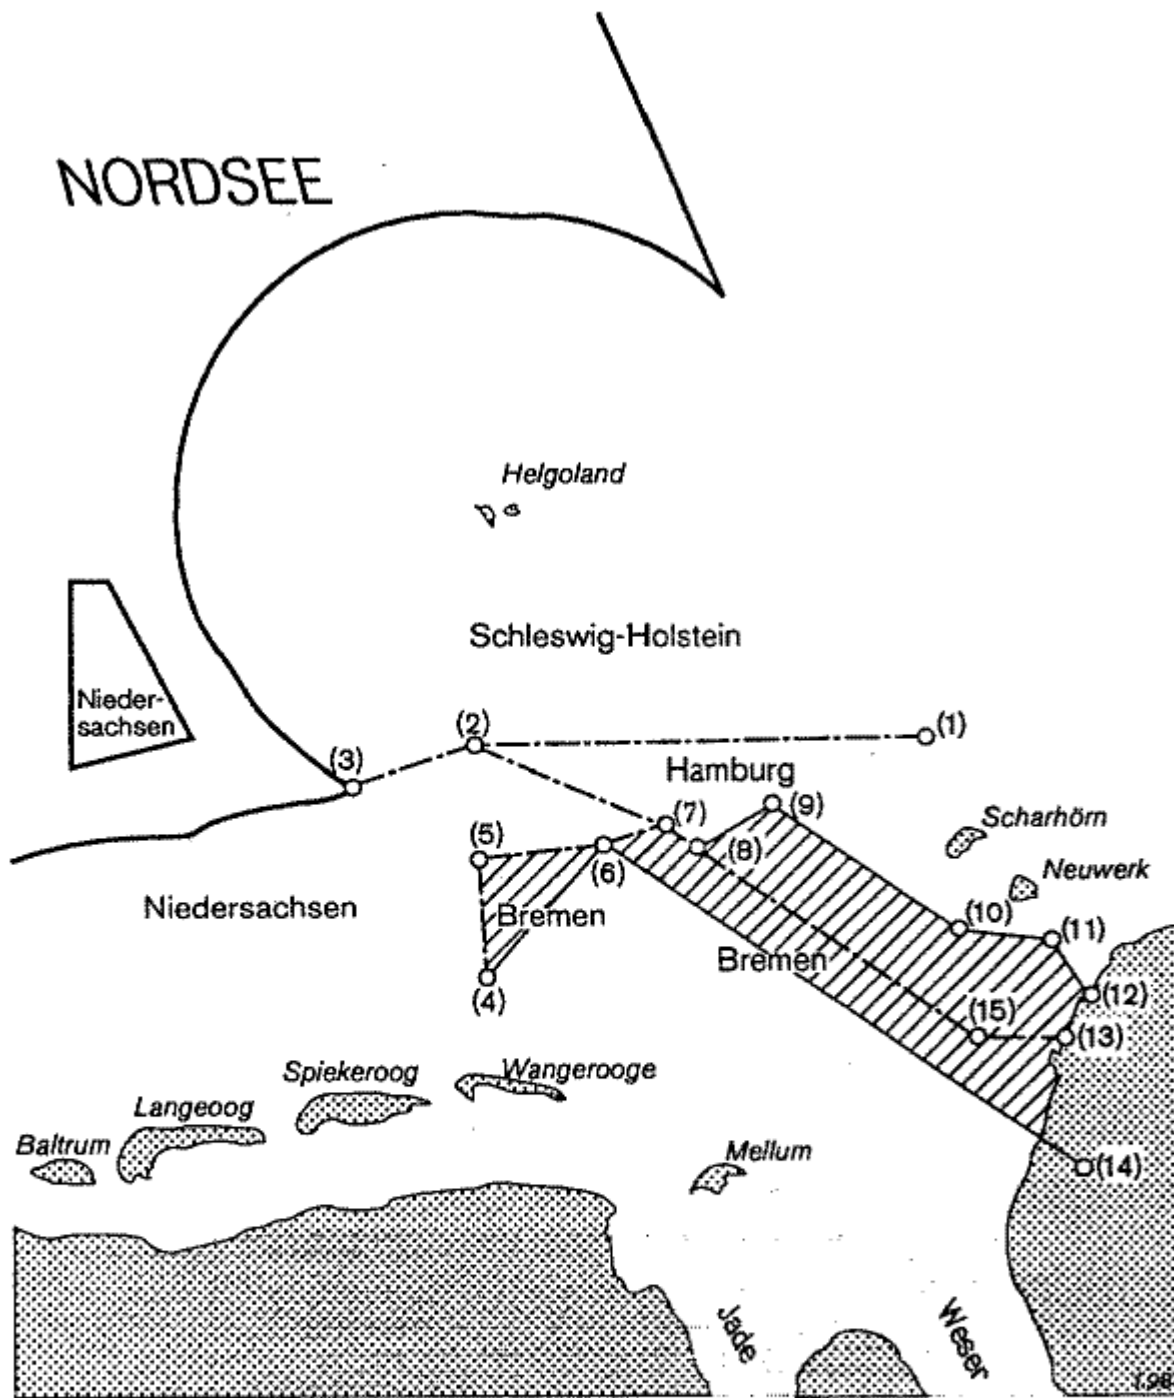 NORDSEE
Helgoland
Schleswig-Holstein
Nieder-
sachsen
(3)
(2)
(1)
Hamburg
(7)
(9)
(5)
(6)
(8)
Scharhörn
Neuwerk
Niedersachsen
Bremen
(10)
(11)
Bremen
(4)
(12)
(15)
(13)
Spiekeroog
Wangerooge
Langeoog
Baltrum
Mellum
(14)
Jade
Weser